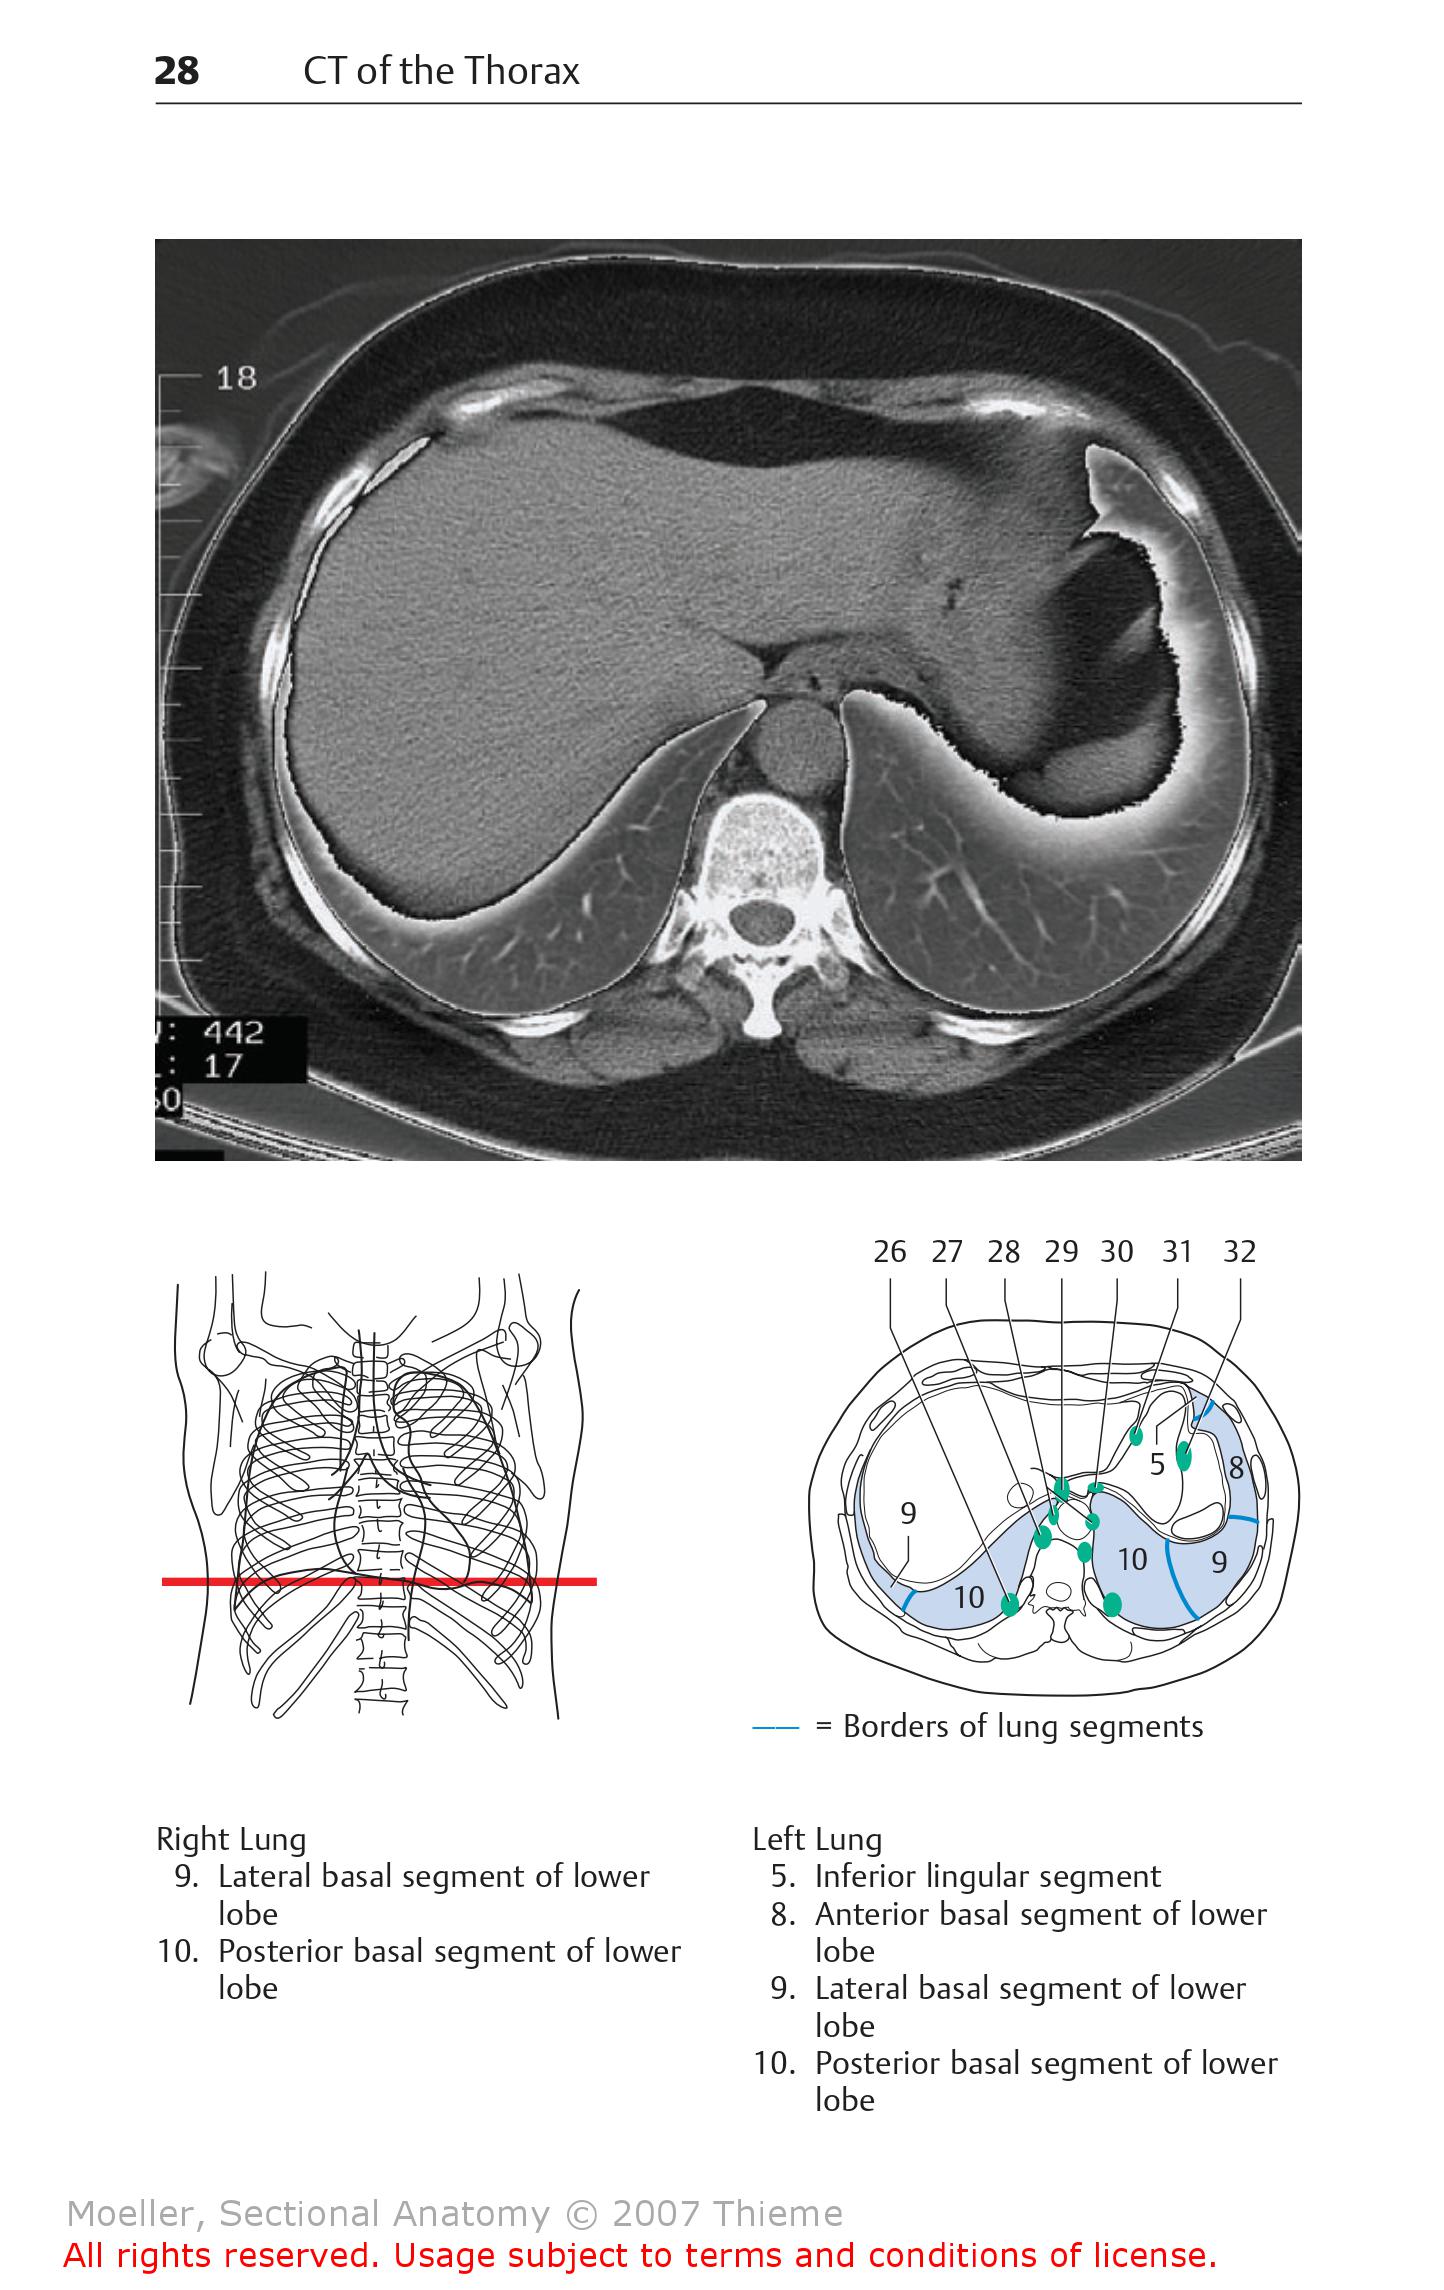 28 CT of the Thorax
18
: 442
: 17
26 27 28 29 30 31 32
5
8
9
10
10
9
= Borders of lung segments
Right Lung
9. Lateral basal segment of lower
lobe
10. Posterior basal segment of lower
lobe
Left Lung
5. Inferior lingular segment
8. Anterior basal segment of lower
lobe
9. Lateral basal segment of lower
lobe
10. Posterior basal segment of lower
lobe
Moeller, Sectional Anatomy © 2007 Thieme
All rights reserved. Usage subject to terms and conditions of license.